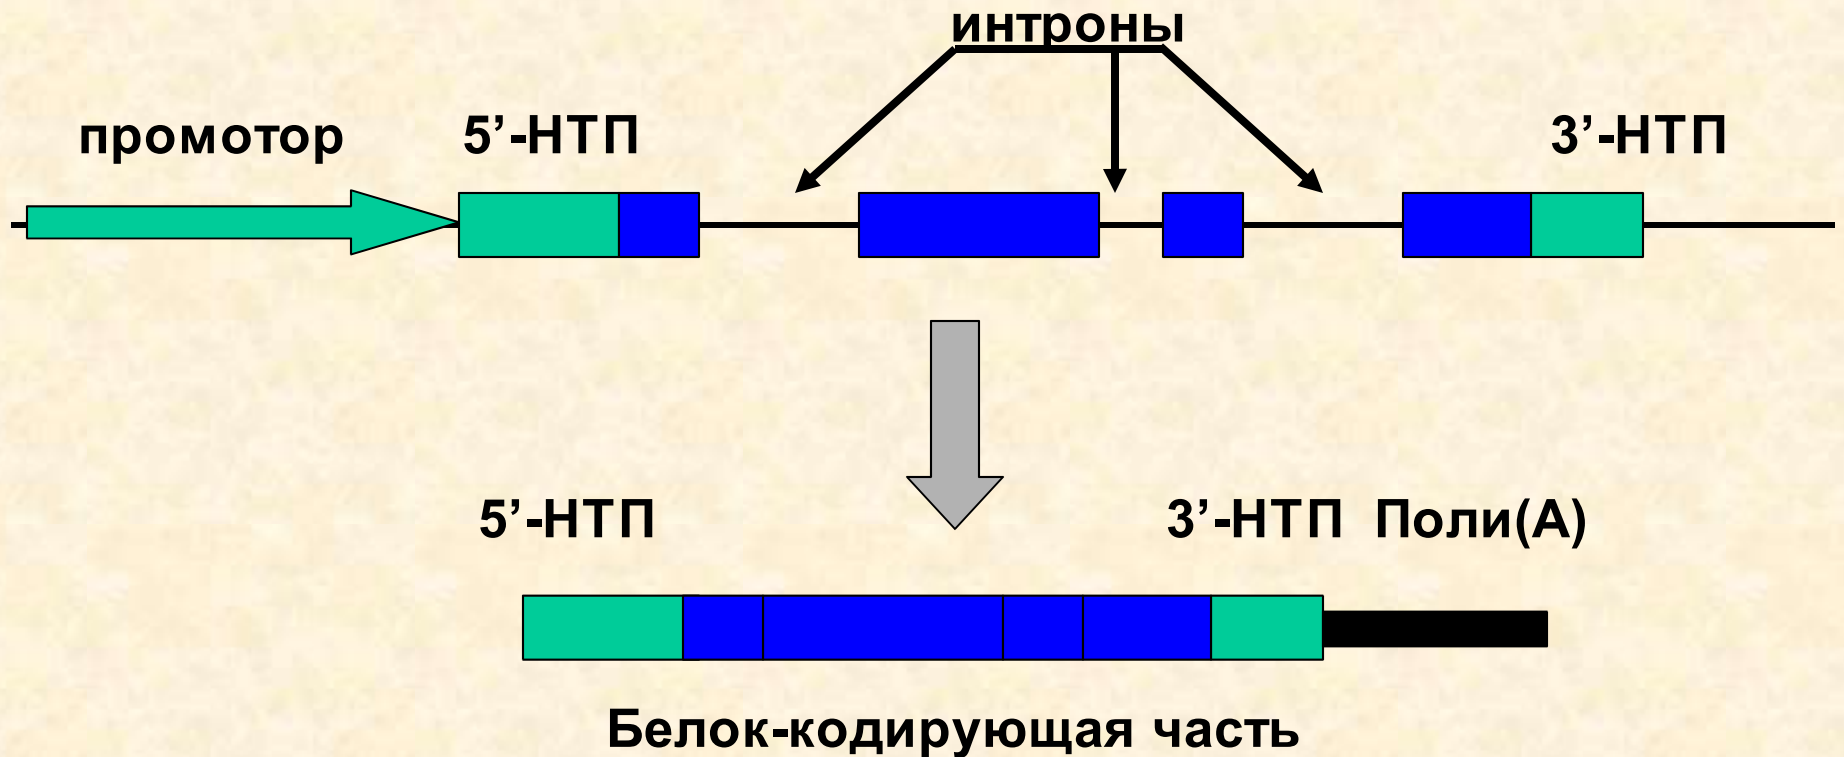 интроны
промотор 5’-НТП 3’-НТП
5’-НТП 3’-НТП Поли(А)
Белок-кодирующая часть